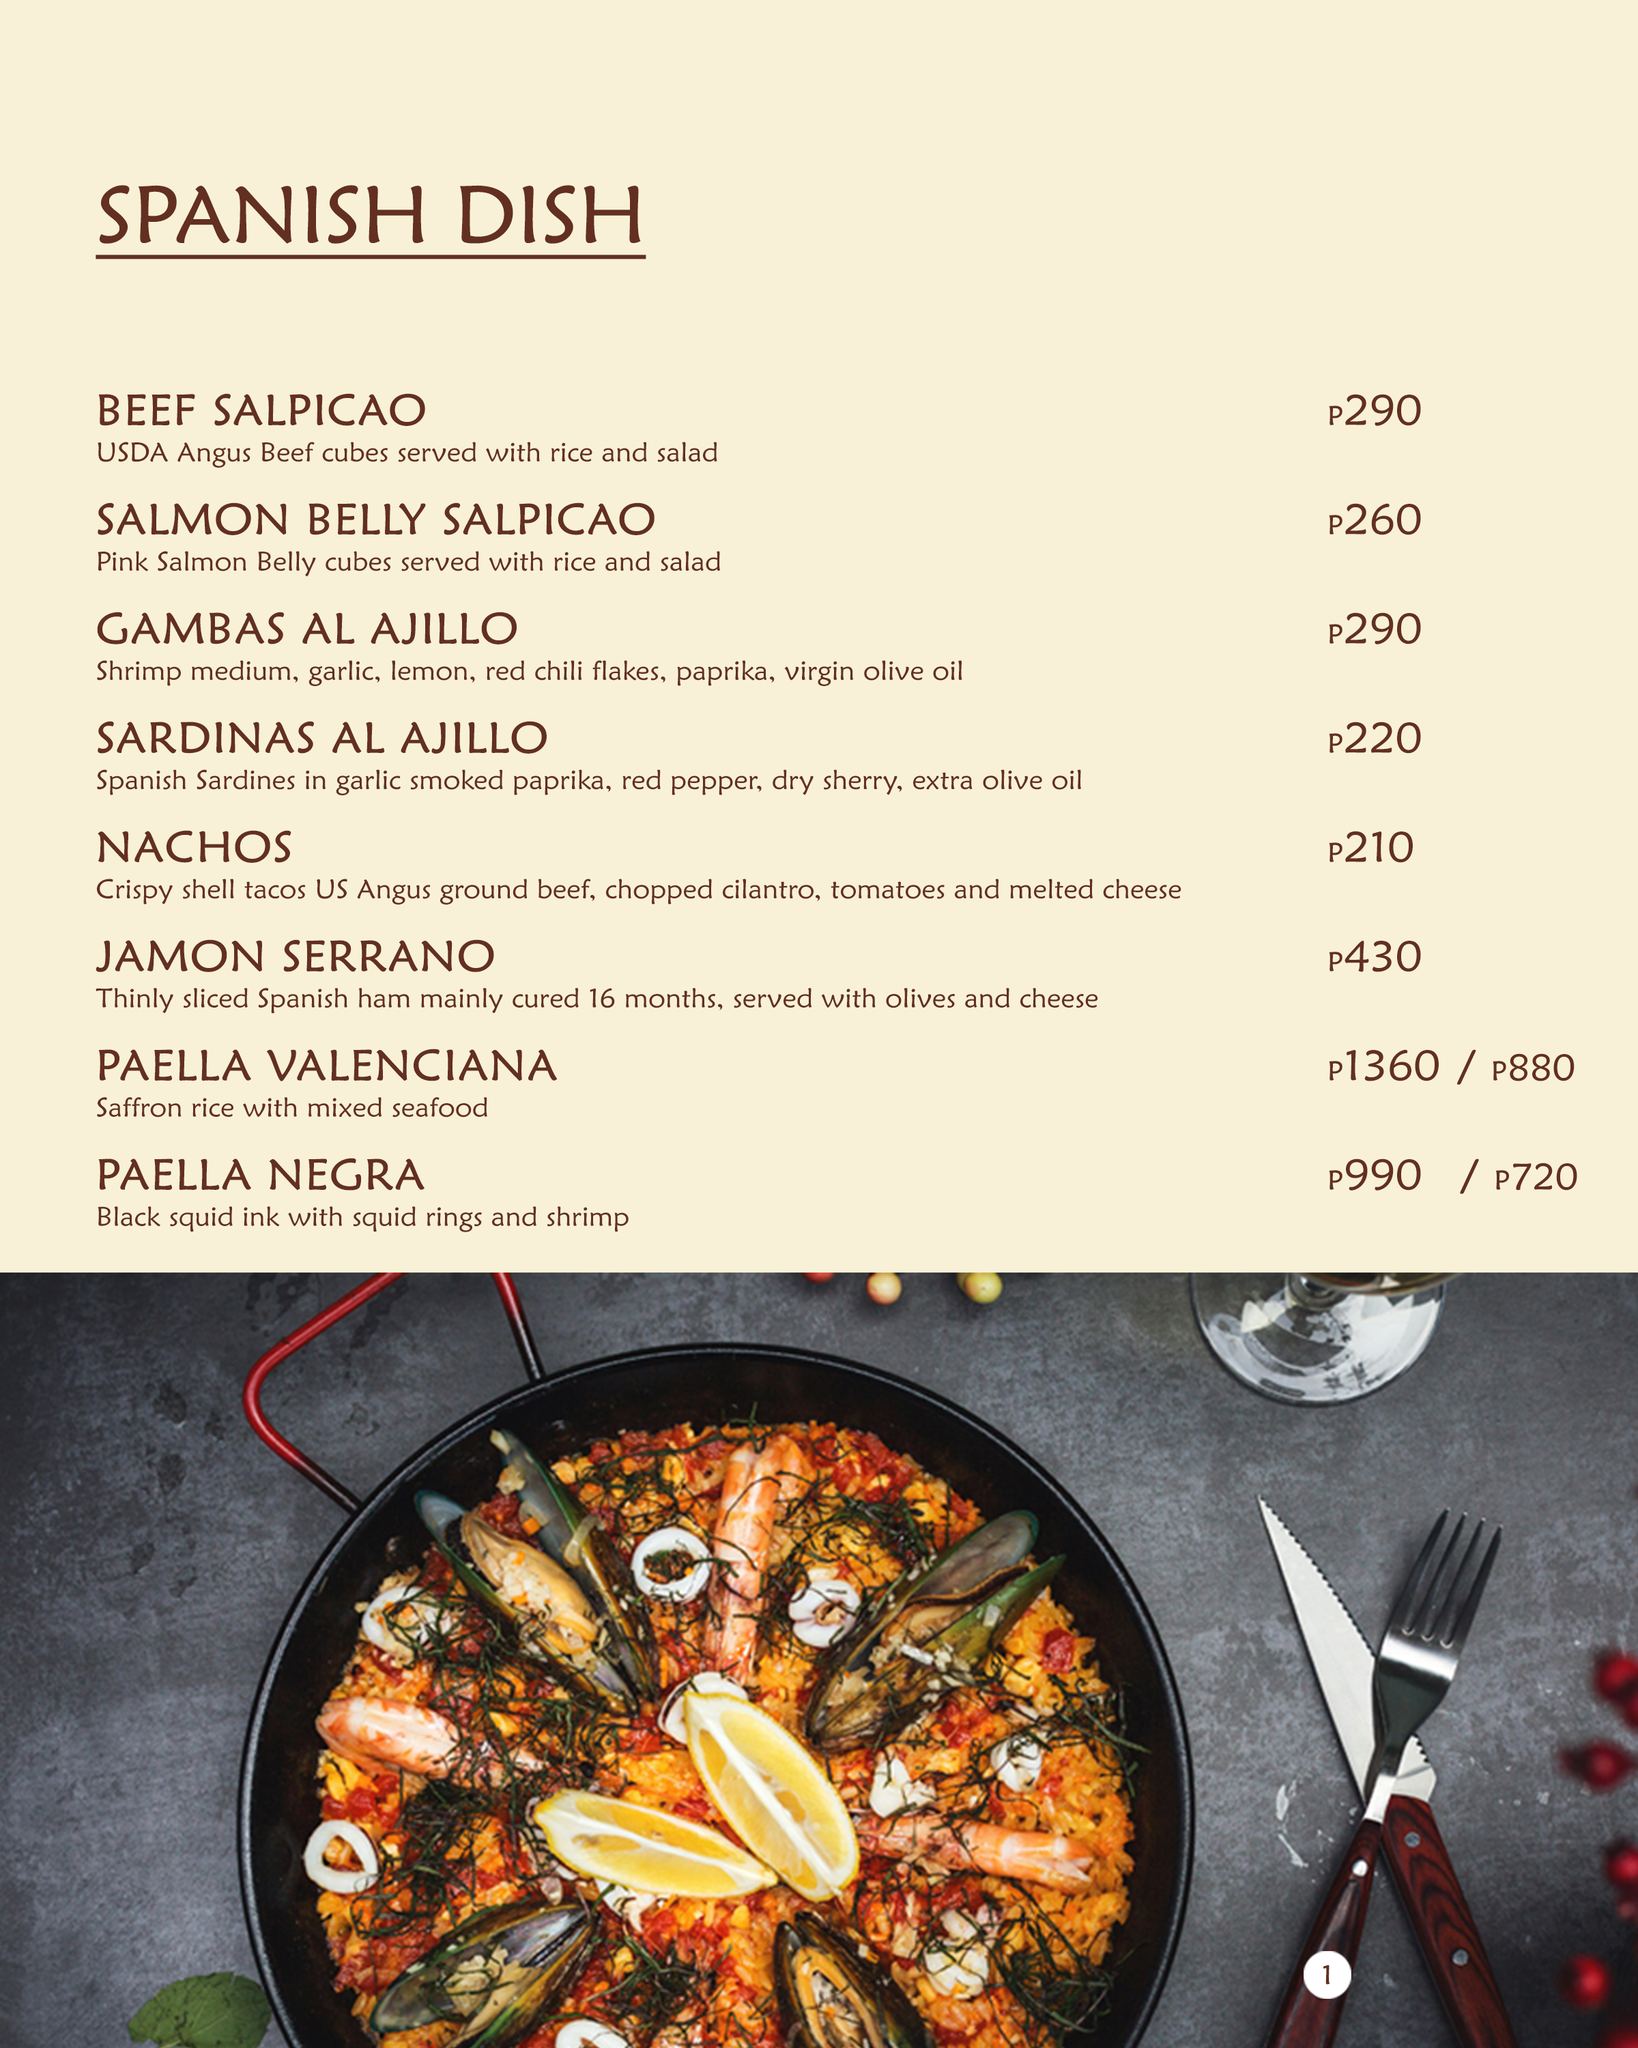 SPANISH DISH
BEEF SALPICAO P290
USDA Angus Beef cubes served with rice and salad
SALMON BELLY SALPICAO P260
Pink Salmon Belly cubes served with rice and salad
GAMBAS AL AJILLO P290
Shrimp medium, garlic, lemon, red chili flakes, paprika, virgin olive oil
SARDINAS AL AJILLO P220
Spanish Sardines in garlic smoked paprika, red pepper, dry sherry, extra olive oil
NACHOS P210
Crispy shell tacos US Angus ground beef, chopped cilantro, tomatoes and melted cheese
JAMON SERRANO P430
Thinly sliced Spanish ham mainly cured 16 months, served with olives and cheese
PAELLA VALENCIANA P1360 / P880
Saffron rice with mixed seafood
PAELLA NEGRA P990 / P720
Black squid ink with squid rings and shrimp
1